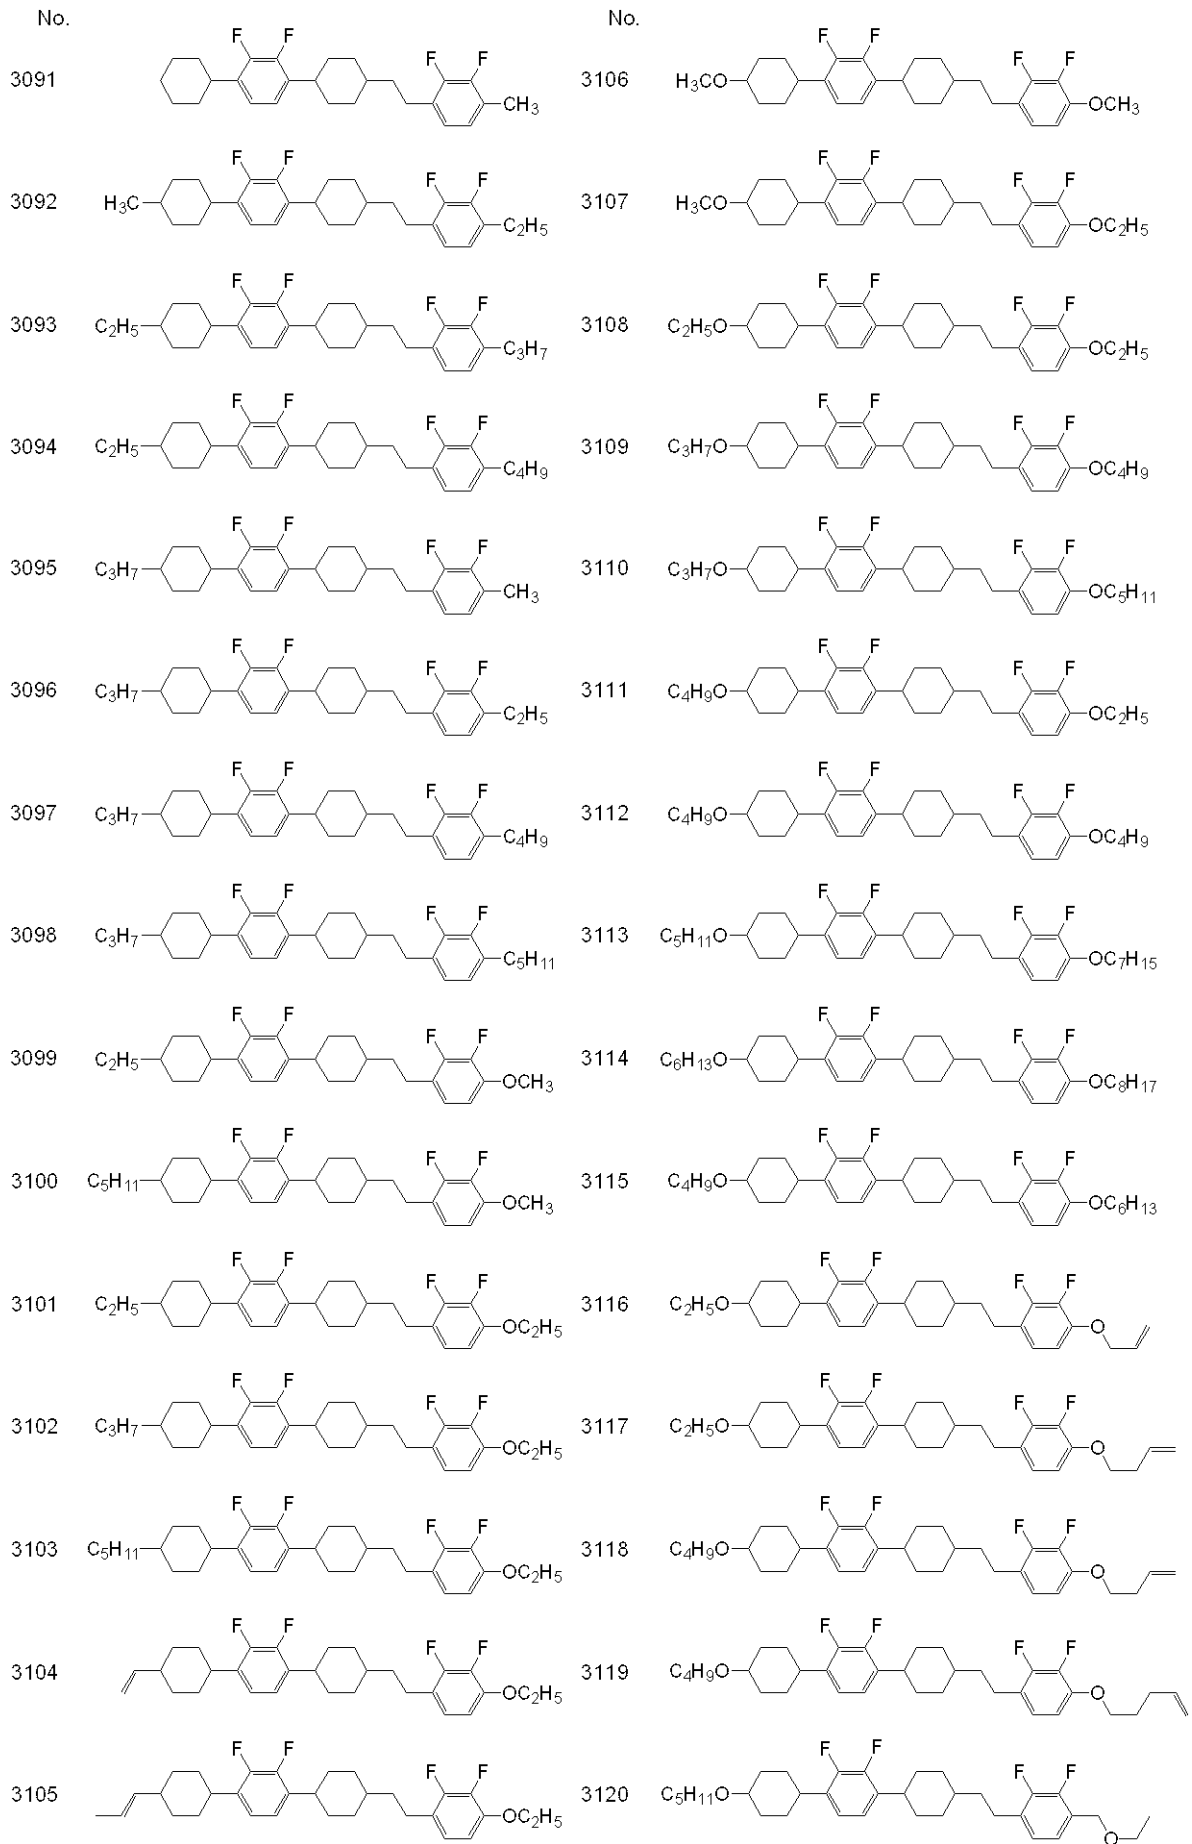 No.
3091
F F F F
CH3
3092
F F F F
H3C C2H5
3093
F F F F
C2H5 C3H7
3094
F F F F
C2H5 C4H9
3095
F F F F
C3H7 CH3
3096
F F F F
C3H7 C2H5
3097
F F F F
C3H7 C4H9
3098
F F F F
C3H7 C5H11
3099
F F F F
C2H5 OCH3
3100
F F F F
C5H11 OCH3
3101
F F F F
C2H5 OC2H5
3102
F F F F
C3H7 OC2H5
3103
F F F F
C5H11 OC2H5
3104
F F F F
OC2H5
3105
F F F F
OC2H5
No.
3106
F F F F
H3CO OCH3
3107
F F F F
H3CO OC2H5
3108
F F F F
C2H5O OC2H5
3109
F F F F
C3H7O OC4H9
3110
F F F F
C3H7O OC5H11
3111
F F F F
C4H9O OC2H5
3112
F F F F
C4H9O OC4H9
3113
F F F F
C5H11O OC7H15
3114
F F F F
C6H13O OC8H17
3115
F F F F
C4H9O OC6H13
3116
F F F F
C2H5O O
3117
F F F F
C2H5O O
3118
F F F F
C4H9O O
3119
F F F F
C4H9O O
3120
F F F F
C5H11O O